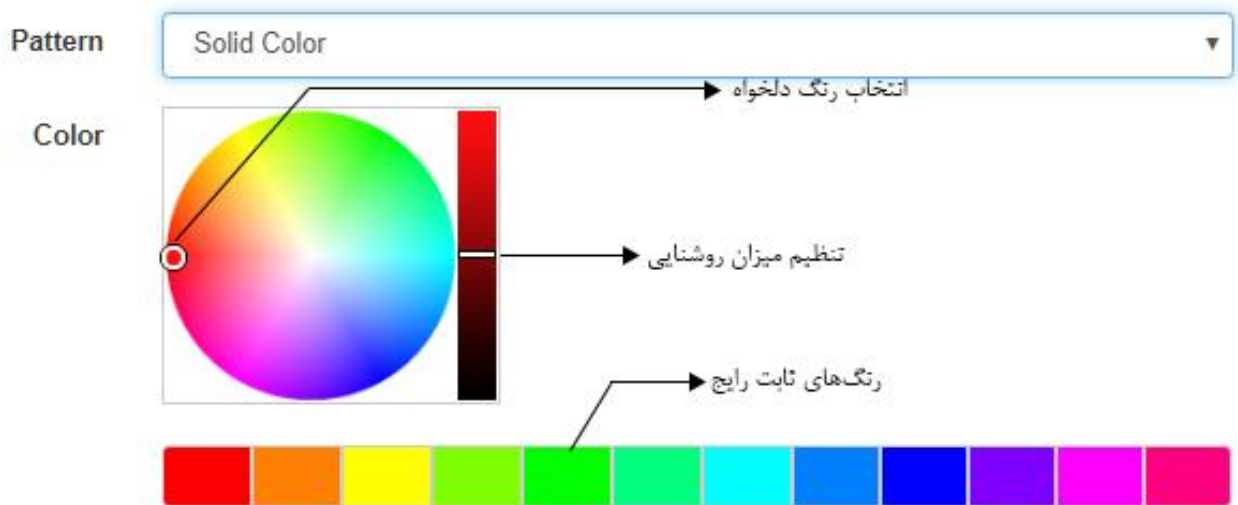 Pattern
Solid Color
انتخاب رنگ دلخواه
Color
تنظیم میزان روشنایی
رنگ‌های ثابت رایج